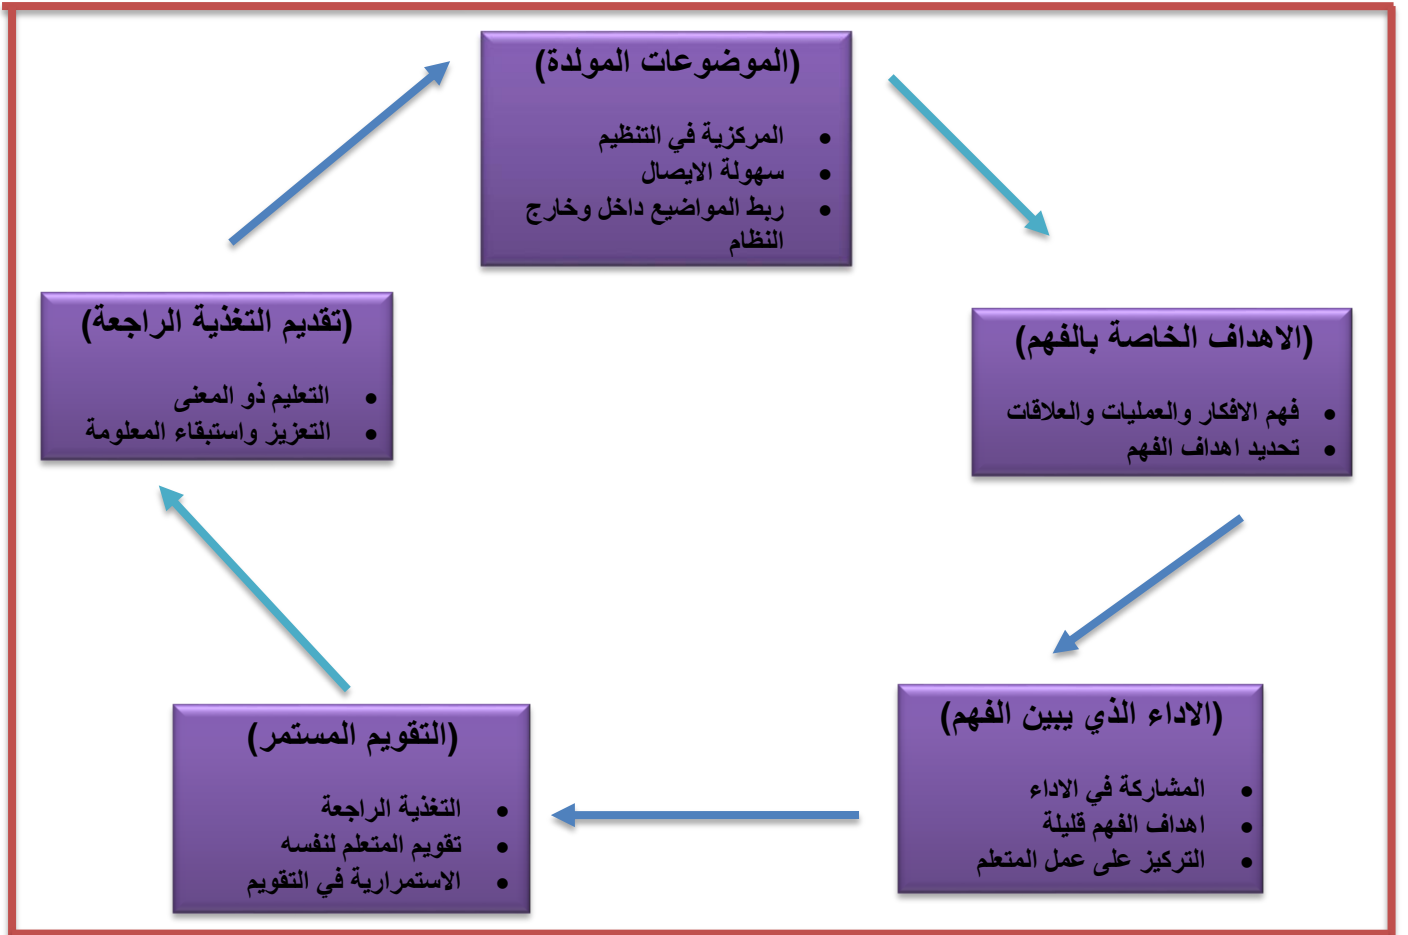 (الموضوعات المولدة)
• المركزية في التنظيم
• سهولة الايصال
• ربط المواضيع داخل وخارج
النظام
(الاهداف الخاصة بالفهم)
• فهم الافكار والعمليات والعلاقات
• تحديد اهداف الفهم
(الاداء الذي يبين الفهم)
• المشاركة في الاداء
• اهداف الفهم قليلة
• التركيز على عمل المتعلم
(التقويم المستمر)
• التغذية الراجعة
• تقويم المتعلم لنفسه
• الاستمرارية في التقويم
(تقديم التغذية الراجعة)
• التعليم ذو المعنى
• التعزيز واستبقاء المعلومة